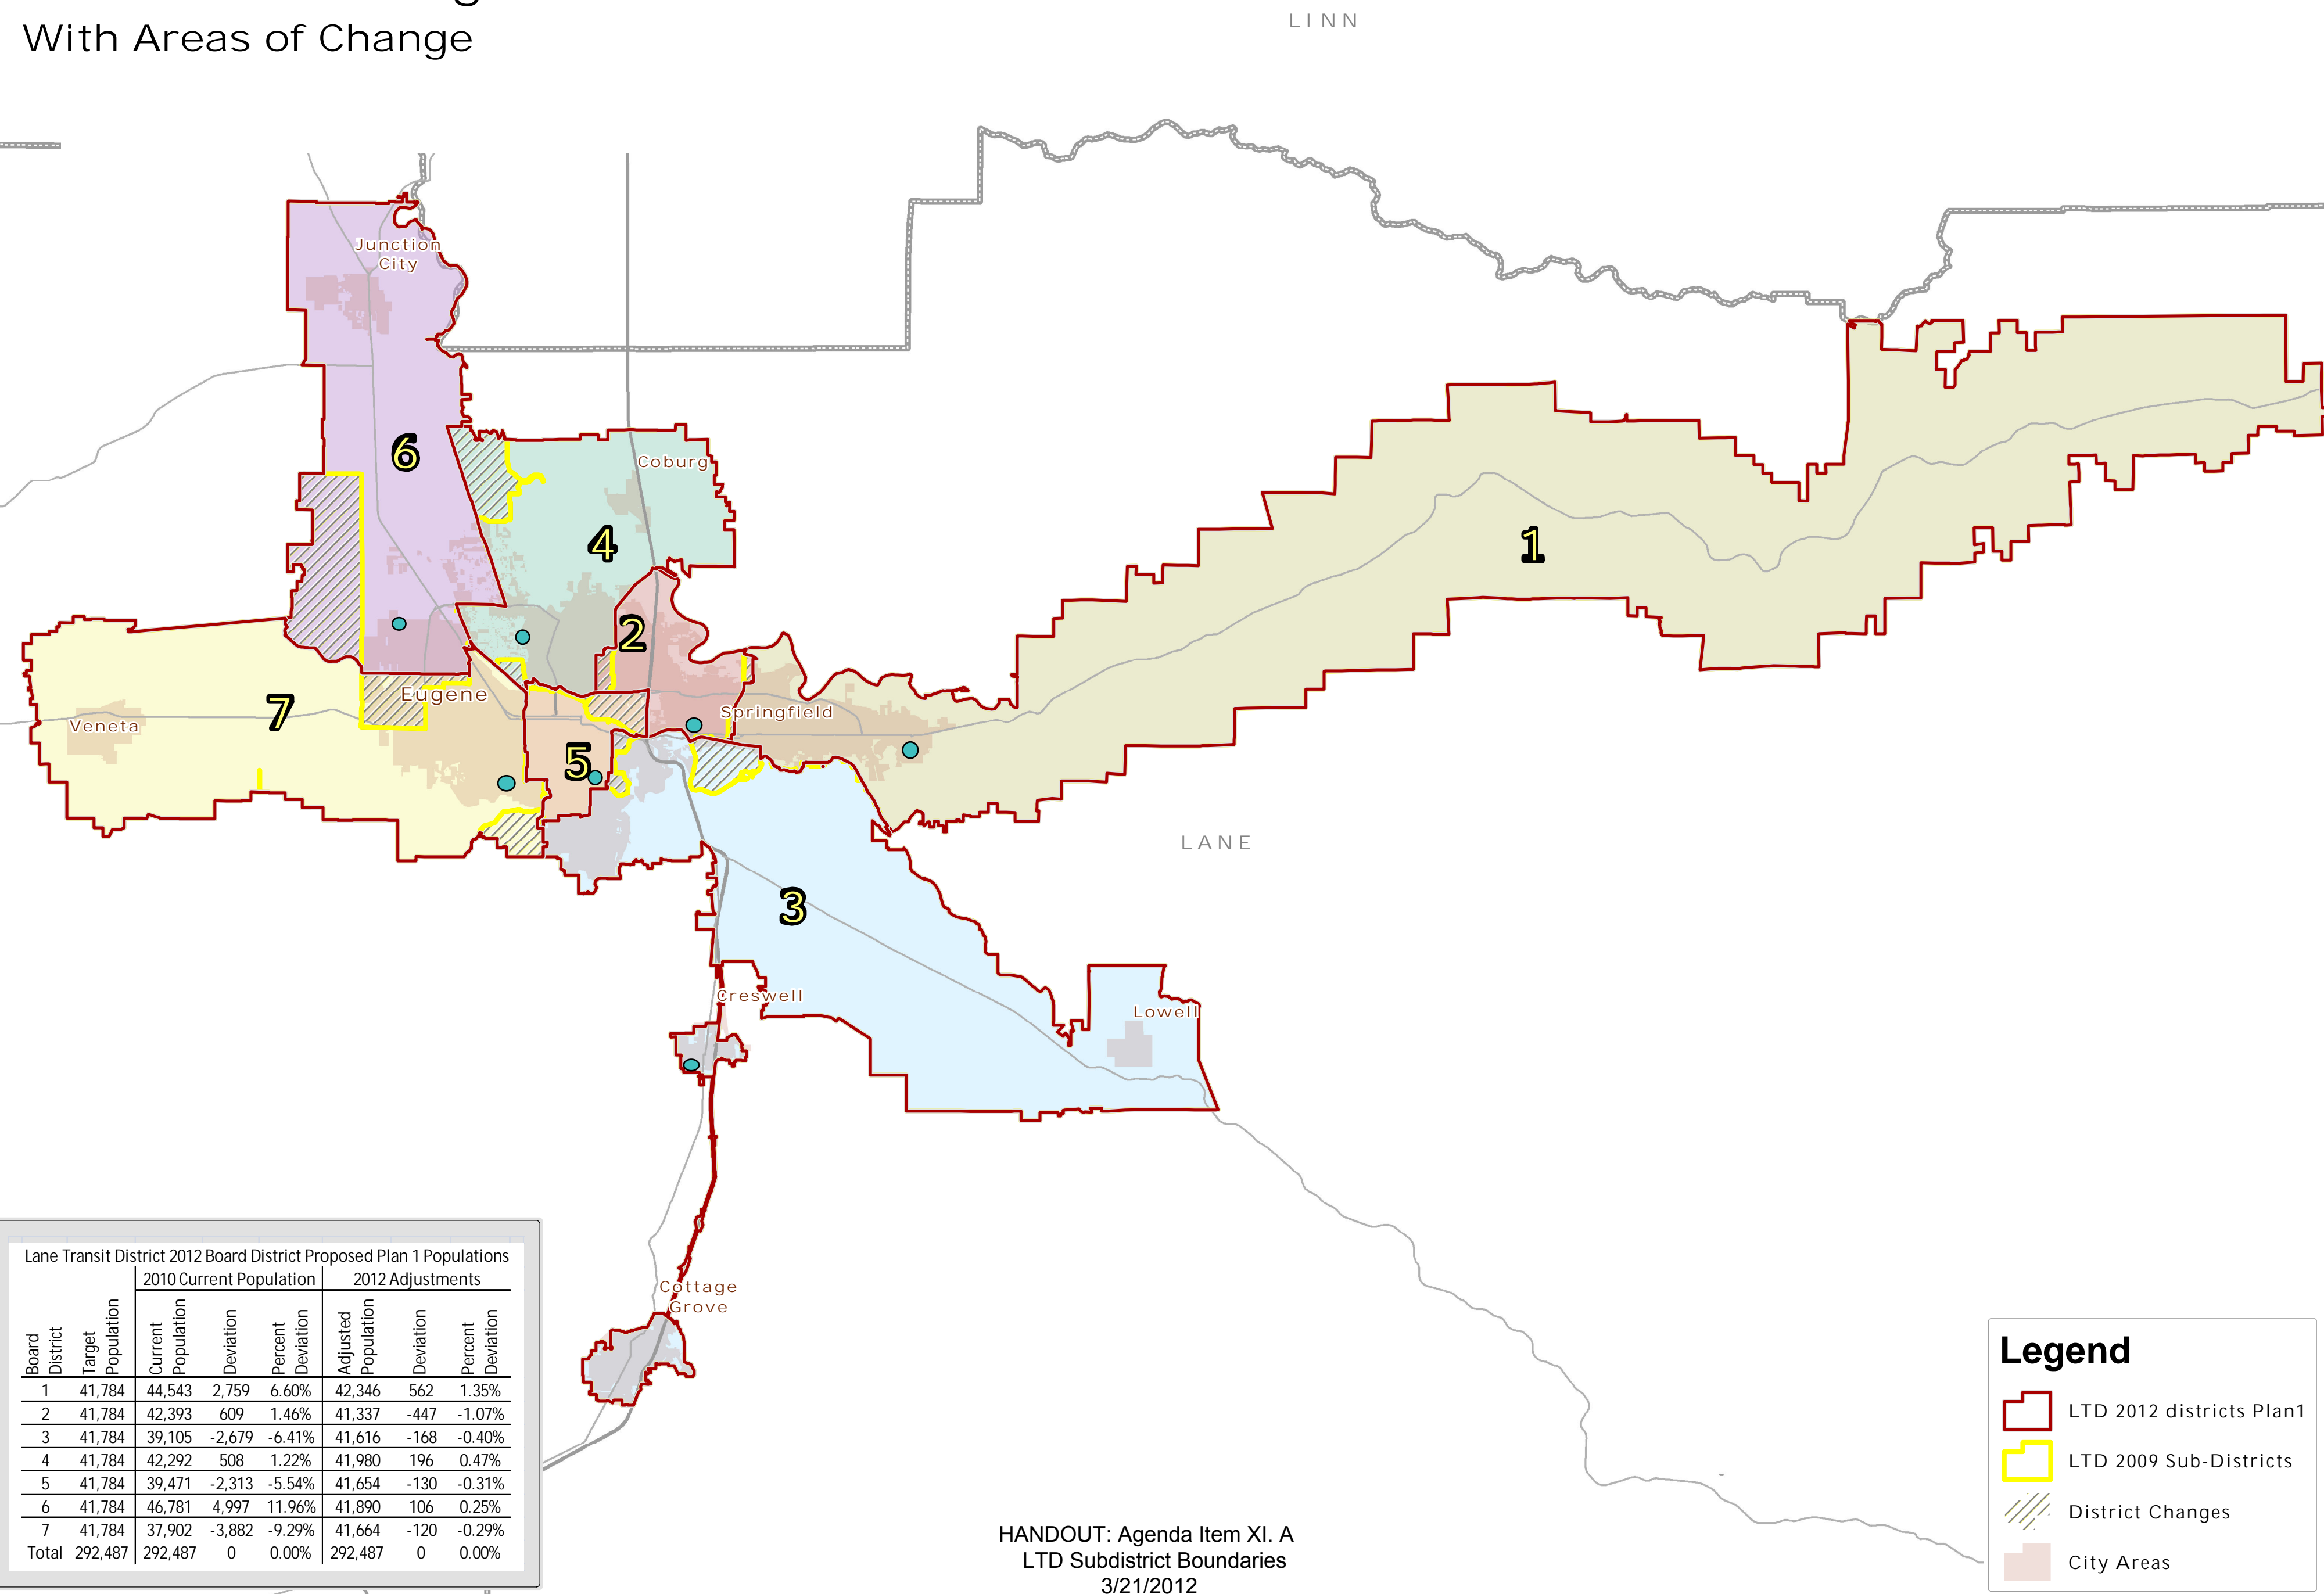 With Areas of Change
LINN
Junction
City
6
Coburg
4
1
2
Eugene
7
Springfield
Veneta
5
LANE
3
Creswell
Lowell
Cottage
Grove
Lane Transit District 2012 Board District Proposed Plan 1 Populations
2010 Current Population 2012 Adjustments
Board District Target Population Current Population Deviation Percent Deviation Adjusted Population Deviation Percent Deviation
1 41,784 44,543 2,759 6.60% 42,346 562 1.35%
2 41,784 42,393 609 1.46% 41,337 -447 -1.07%
3 41,784 39,105 -2,679 -6.41% 41,616 -168 -0.40%
4 41,784 42,292 508 1.22% 41,980 196 0.47%
5 41,784 39,471 -2,313 -5.54% 41,654 -130 -0.31%
6 41,784 46,781 4,997 11.96% 41,890 106 0.25%
7 41,784 37,902 -3,882 -9.29% 41,664 -120 -0.29%
Total 292,487 292,487 0 0.00% 292,487 0 0.00%
HANDOUT: Agenda Item XI. A
LTD Subdistrict Boundaries
3/21/2012
Legend
LTD 2012 districts Plan1
LTD 2009 Sub-Districts
District Changes
City Areas